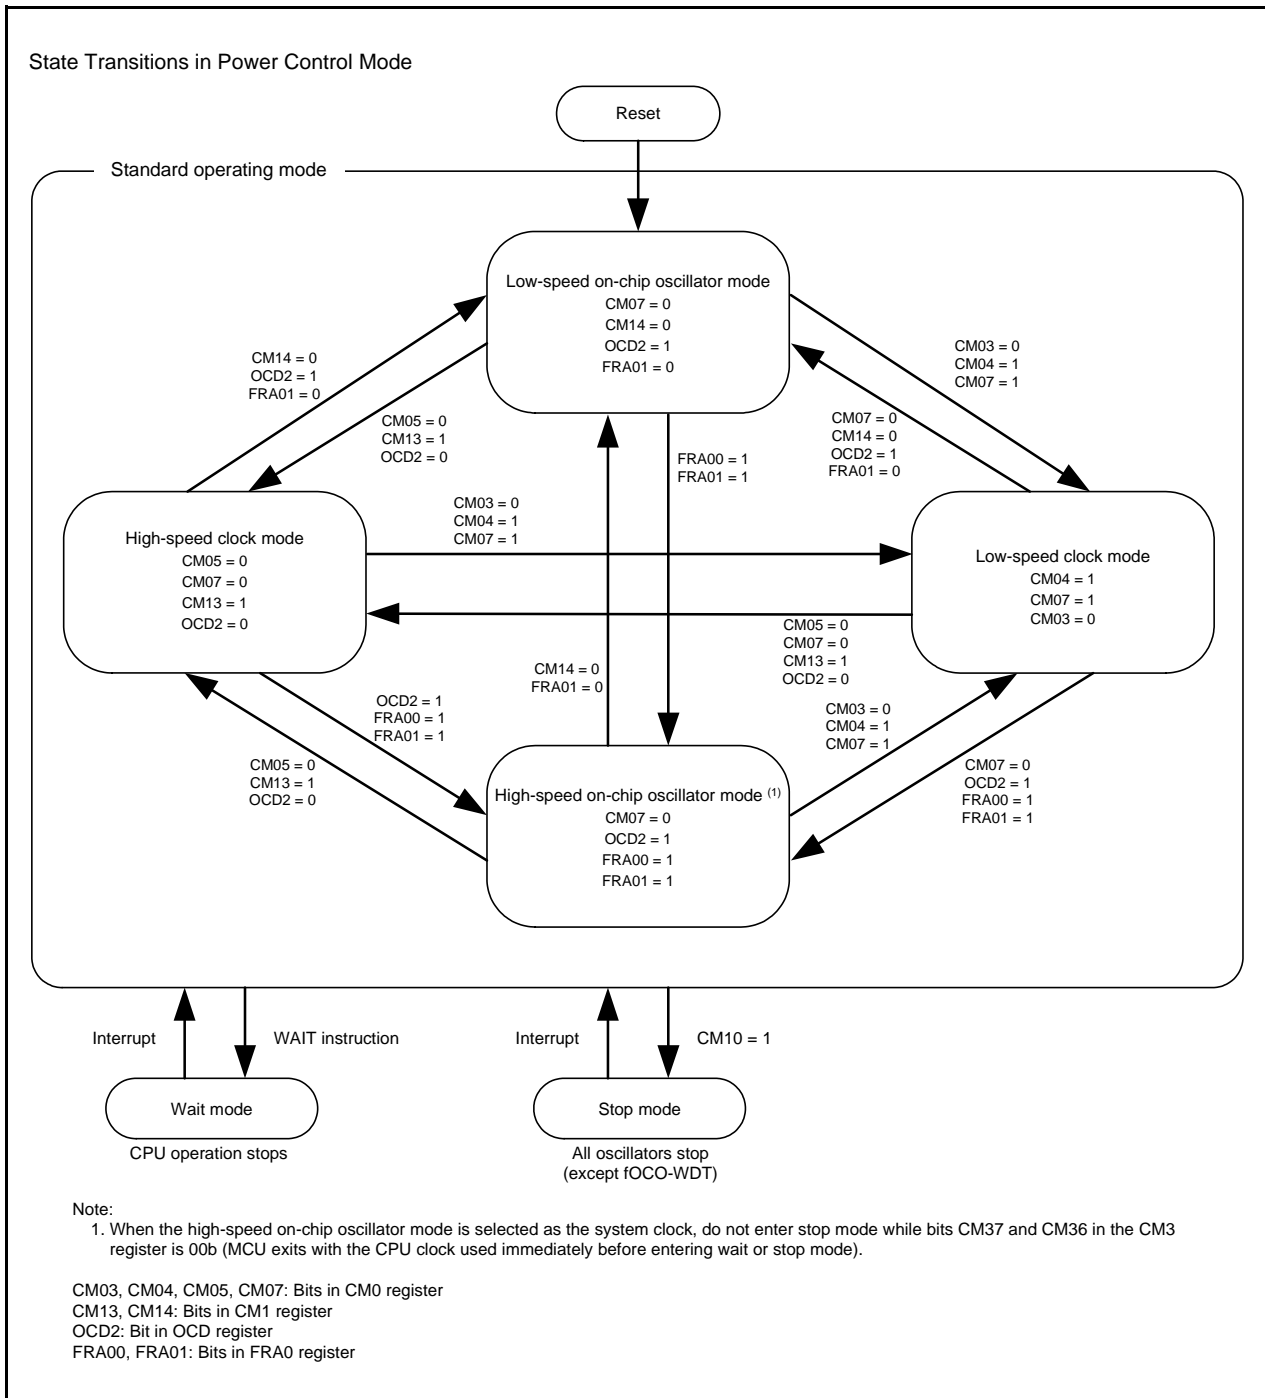 State Transitions in Power Control Mode
Reset
Standard operating mode
Low-speed on-chip oscillator mode
CM07 = 0
CM14 = 0
OCD2 = 1
FRA01 = 0
CM14 = 0
OCD2 = 1
FRA01 = 0
CM05 = 0
CM13 = 1
OCD2 = 0
CM03 = 0
CM04 = 1
CM07 = 1
CM07 = 0
CM14 = 0
OCD2 = 1
FRA01 = 0
FRA00 = 1
FRA01 = 1
High-speed clock mode
CM05 = 0
CM07 = 0
CM13 = 1
OCD2 = 0
CM03 = 0
CM04 = 1
CM07 = 1
Low-speed clock mode
CM04 = 1
CM07 = 1
CM03 = 0
CM05 = 0
CM07 = 0
CM13 = 1
OCD2 = 0
CM14 = 0
FRA01 = 0
OCD2 = 1
FRA00 = 1
FRA01 = 1
CM05 = 0
CM13 = 1
OCD2 = 0
CM03 = 0
CM04 = 1
CM07 = 1
CM07 = 0
OCD2 = 1
FRA00 = 1
FRA01 = 1
High-speed on-chip oscillator mode (1)
CM07 = 0
OCD2 = 1
FRA00 = 1
FRA01 = 1
Interrupt
WAIT instruction
Interrupt
CM10 = 1
Wait mode
CPU operation stops
Stop mode
All oscillators stop
(except fOCO-WDT)
Note:
1. When the high-speed on-chip oscillator mode is selected as the system clock, do not enter stop mode while bits CM37 and CM36 in the CM3
register is 00b (MCU exits with the CPU clock used immediately before entering wait or stop mode).
CM03, CM04, CM05, CM07: Bits in CM0 register
CM13, CM14: Bits in CM1 register
OCD2: Bit in OCD register
FRA00, FRA01: Bits in FRA0 register